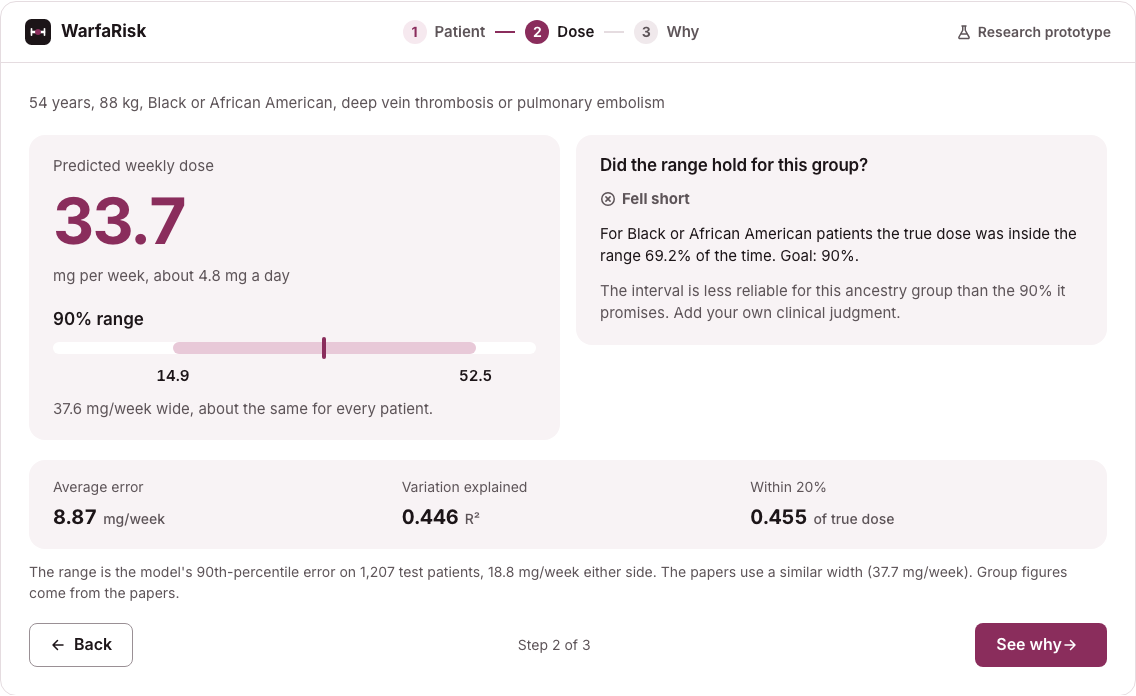 WarfaRisk
1 Patient
2 Dose
3 Why
Research prototype
54 years, 88 kg, Black or African American, deep vein thrombosis or pulmonary embolism
Predicted weekly dose
33.7
mg per week, about 4.8 mg a day
90% range
14.9
52.5
37.6 mg/week wide, about the same for every patient.
Did the range hold for this group?
Fell short
For Black or African American patients the true dose was inside the
range 69.2% of the time. Goal: 90%.
The interval is less reliable for this ancestry group than the 90% it
promises. Add your own clinical judgment.
Average error
8.87 mg/week
Variation explained
0.446 R²
Within 20%
0.455 of true dose
The range is the model's 90th-percentile error on 1,207 test patients, 18.8 mg/week either side. The papers use a similar width (37.7 mg/week). Group figures
come from the papers.
← Back
Step 2 of 3
See why→